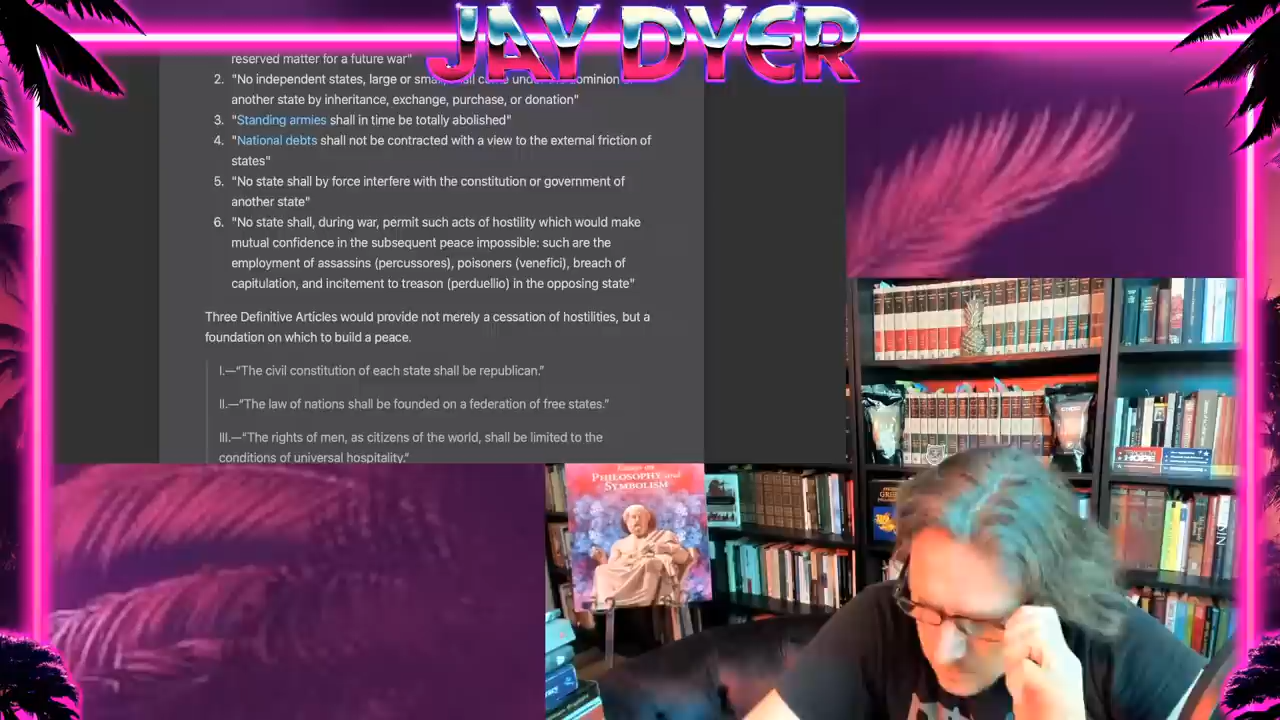 JAY DYER
reserved matter for a future war"
2. "No independent states, large or small, shall come under the dominion
another state by inheritance, exchange, purchase, or donation"
3. "Standing armies shall in time be totally abolished"
4. "National debts shall not be contracted with a view to the external friction of
states"
5. "No state shall by force interfere with the constitution or government of
another state"
6. "No state shall, during war, permit such acts of hostility which would make
mutual confidence in the subsequent peace impossible: such are the
employment of assassins (percussores), poisoners (venefici), breach of
capitulation, and incitement to treason (perduellio) in the opposing state"
Three Definitive Articles would provide not merely a cessation of hostilities, but a
foundation on which to build a peace.
I.—"The civil constitution of each state shall be republican."
II.—"The law of nations shall be founded on a federation of free states."
III.—"The rights of men, as citizens of the world, shall be limited to the
conditions of universal hospitality."
PHILOSOPHY and
SYMBOLISM
HOPE